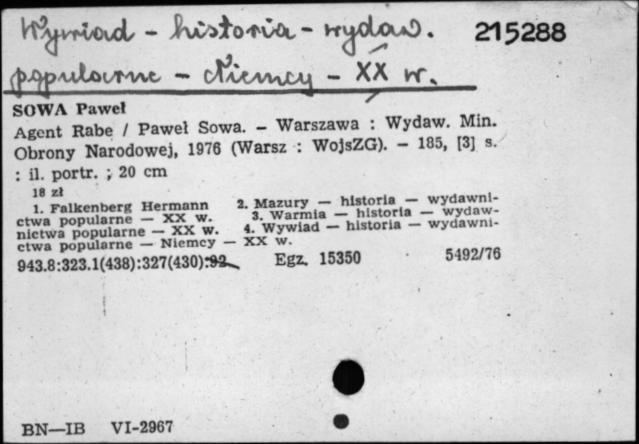 Wywiad - historia - wydaw. 215288
popularne - Niemcy - XX w.
SOWA Paweł
Agent Rabe / Paweł Sowa. – Warszawa : Wydaw. Min.
Obrony Narodowej, 1976 (Warsz : WojsZG). – 185, [3] s.
: il. portr. ; 20 cm
18 zł
1. Falkenberg Hermann 2. Mazury — historia — wydawni-
ctwa popularne — XX w. 3. Warmia — historia — wydaw-
nictwa popularne — XX w. 4. Wywiad — historia — wydawni-
ctwa popularne — Niemcy — XX w.
943.8:323.1(438):327(430):92 Egz. 15350 5492/76
BN—IB VI-2967